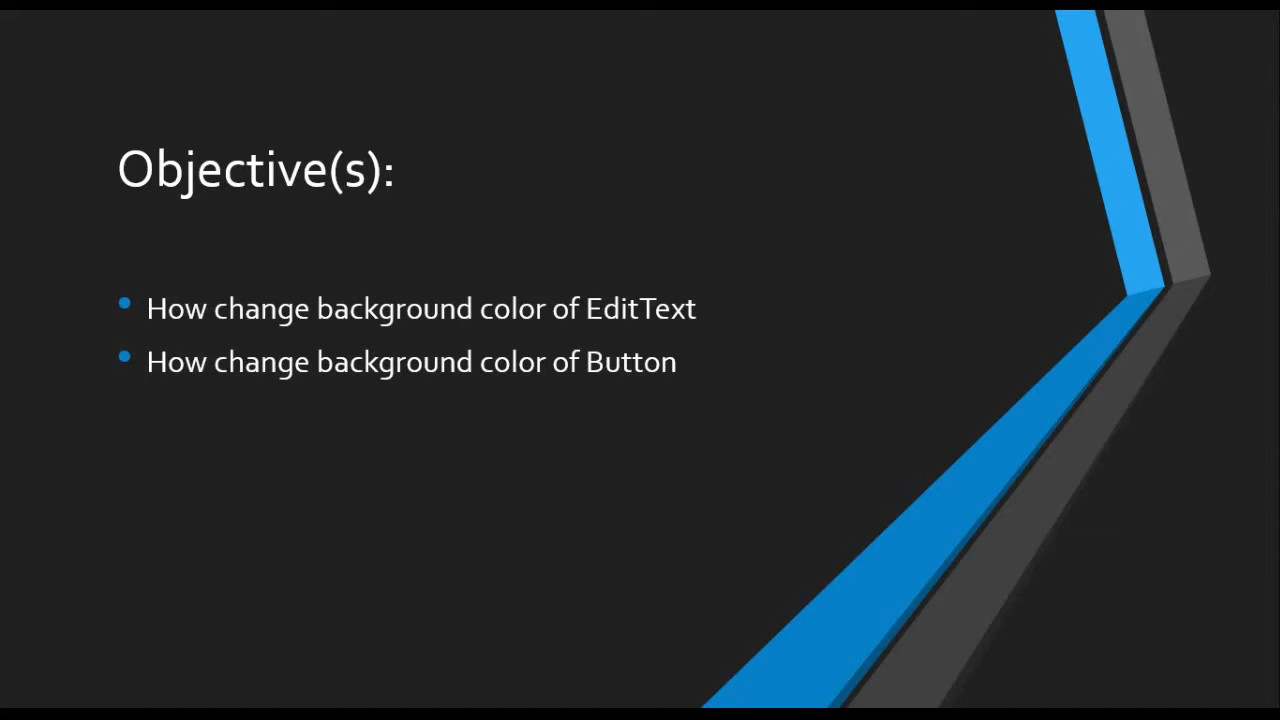 Objective(s):
• How change background color of EditText
• How change background color of Button